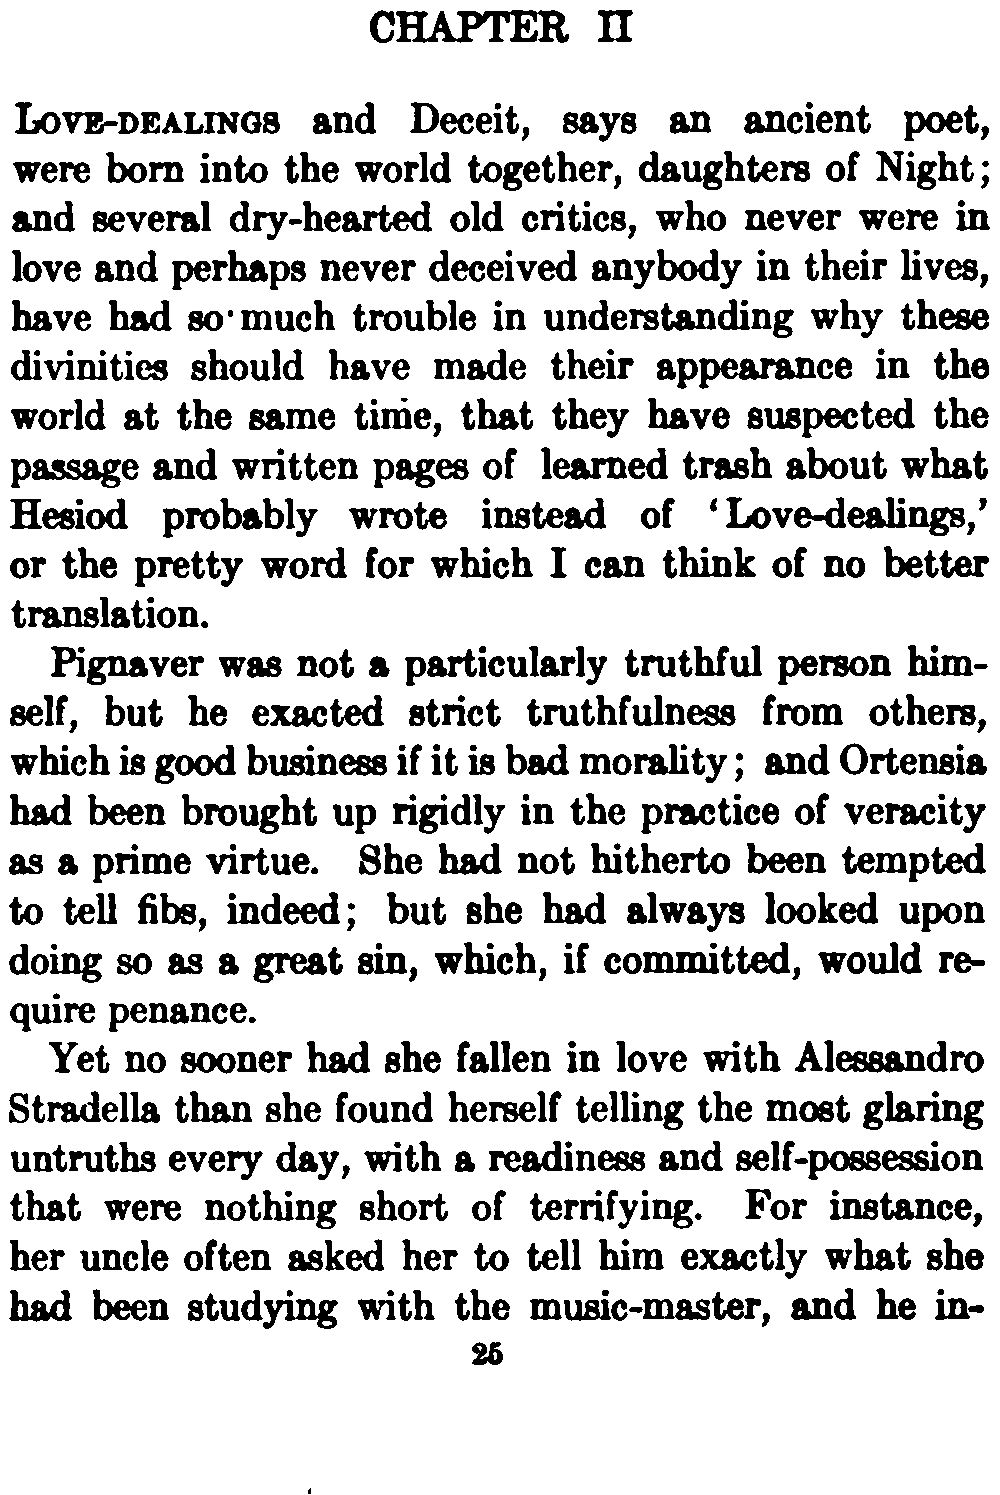 CHAPTER II
LOVE-DEALINGS and Deceit, says an ancient poet,
were born into the world together, daughters of Night;
and several dry-hearted old critics, who never were in
love and perhaps never deceived anybody in their lives,
have had so much trouble in understanding why these
divinities should have made their appearance in the
world at the same time, that they have suspected the
passage and written pages of learned trash about what
Hesiod probably wrote instead of ‘Love-dealings,’
or the pretty word for which I can think of no better
translation.
Pignaver was not a particularly truthful person him-
self, but he exacted strict truthfulness from others,
which is good business if it is bad morality; and Ortensia
had been brought up rigidly in the practice of veracity
as a prime virtue. She had not hitherto been tempted
to tell fibs, indeed; but she had always looked upon
doing so as a great sin, which, if committed, would re-
quire penance.
Yet no sooner had she fallen in love with Alessandro
Stradella than she found herself telling the most glaring
untruths every day, with a readiness and self-possession
that were nothing short of terrifying. For instance,
her uncle often asked her to tell him exactly what she
had been studying with the music-master, and he in-
25